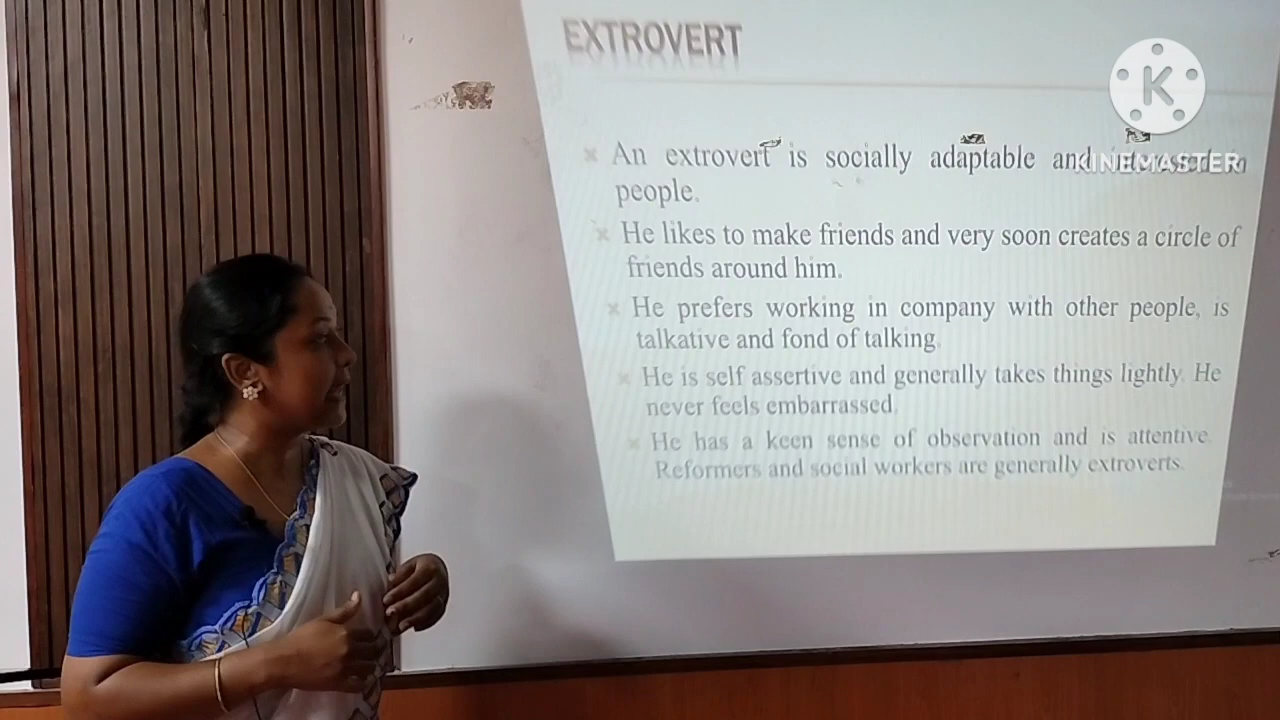 EXTROVERT
K
KINEMASTER
An extrovert is socially adaptable and in
people.
He likes to make friends and very soon creates a circle of
friends around him.
He prefers working in company with other people, is
talkative and fond of talking.
He is self assertive and generally takes things lightly. He
never feels embarrassed.
He has a keen sense of observation and is attentive.
Reformers and social workers are generally extroverts.